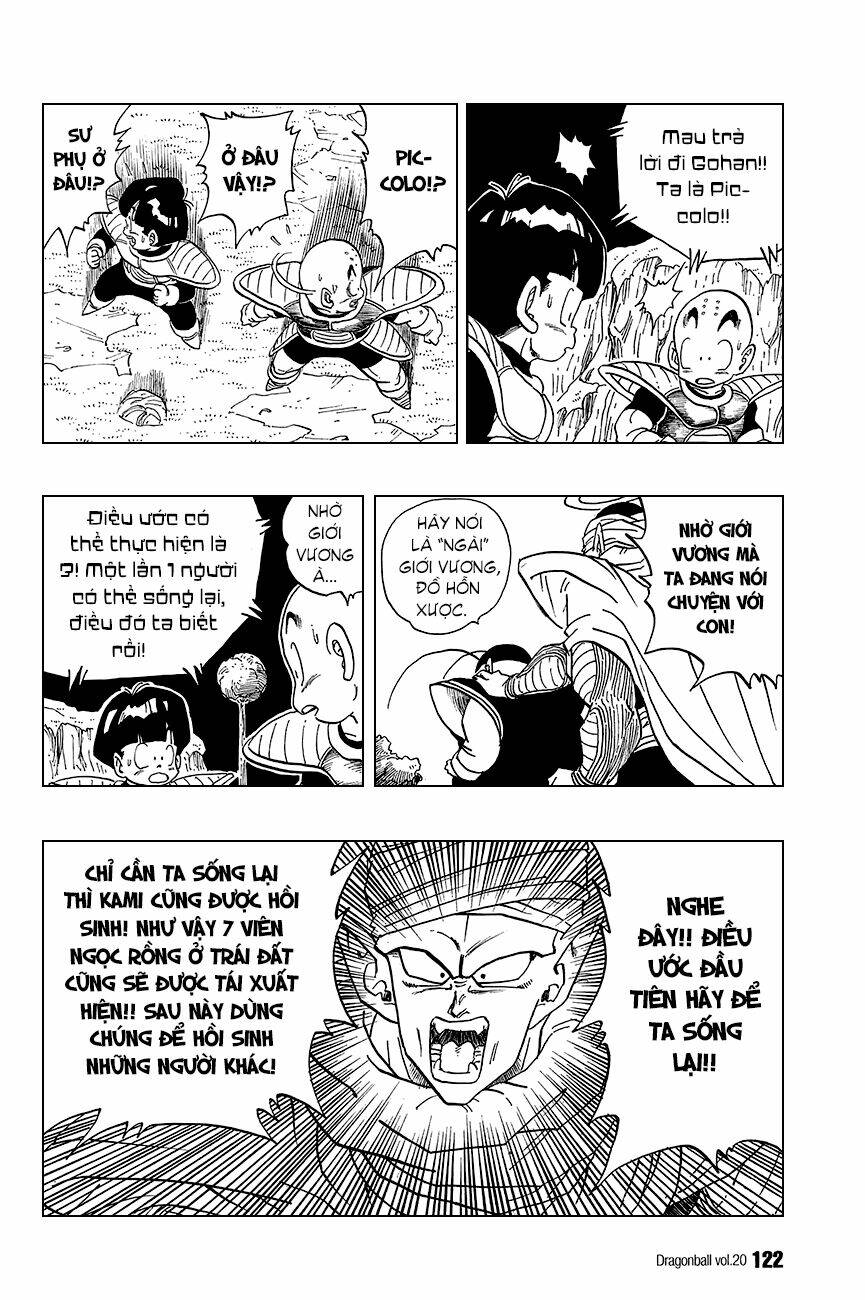 Mau trả
lời đi Gohan!!
Ta là Pic-
colo!!
PIC-
COLO!?
Ở ĐÂU
VẬY!?
SƯ
PHỤ Ở
ĐÂU!?
NHỜ GIỚI
VƯƠNG MÀ
TA ĐANG NÓI
CHUYỆN VỚI
CON!
HÃY NÓI
LÀ “NGÀI”
GIỚI VƯƠNG,
ĐỒ HỖN
XƯỢC.
NHỜ
GIỚI
VƯƠNG
À...
Điều ước có
thể thực hiện là
?! Một lần 1 người
có thể sống lại,
điều đó ta biết
rồi!
NGHE
ĐÂY!! ĐIỀU
ƯỚC ĐẦU
TIÊN HÃY ĐỂ
TA SỐNG
LẠI!!
CHỈ CẦN TA SỐNG LẠI
THÌ KAMI CŨNG ĐƯỢC HỒI
SINH! NHƯ VẬY 7 VIÊN
NGỌC RỒNG Ở TRÁI ĐẤT
CŨNG SẼ ĐƯỢC TÁI XUẤT
HIỆN!! SAU NÀY DÙNG
CHÚNG ĐỂ HỒI SINH
NHỮNG NGƯỜI KHÁC!
Dragonball vol.20 122